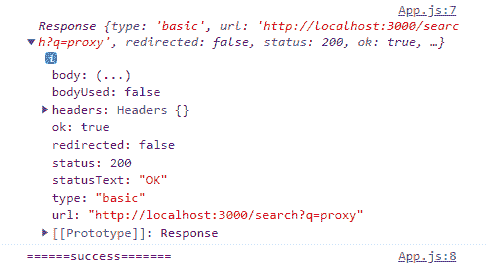 App.js:7
Response {type: 'basic', url: 'http://localhost:3000/searc
▼h?q=proxy', redirected: false, status: 200, ok: true, …}
i
body: (...)
bodyUsed: false
▶ headers: Headers {}
ok: true
redirected: false
status: 200
statusText: "OK"
type: "basic"
url: "http://localhost:3000/search?q=proxy"
▶ [[Prototype]]: Response
======success======= App.js:8